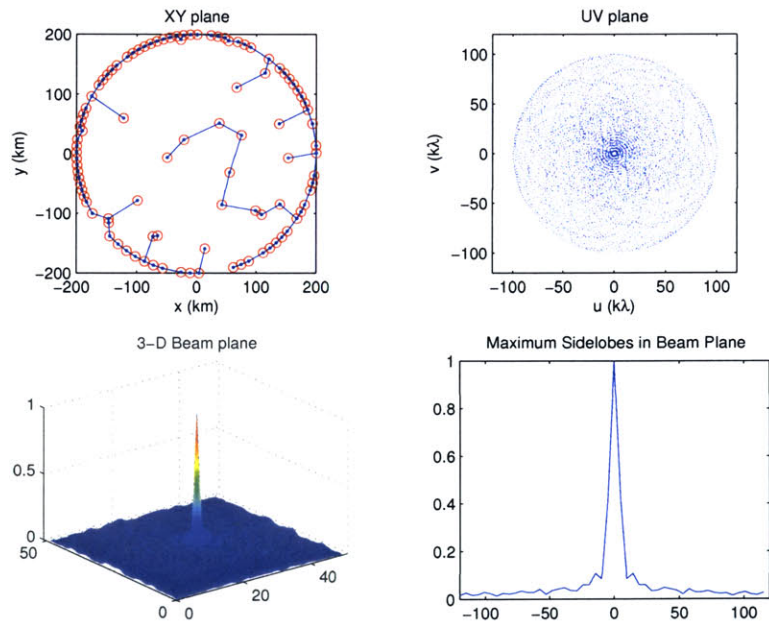 XY plane
200
100
0
−100
−200
y (km)
−200 −100 0 100 200
x (km)
UV plane
100
50
0
−50
−100
v (kλ)
−100 −50 0 50 100
u (kλ)
3−D Beam plane
1
0.5
0
50
0 0 20 40
Maximum Sidelobes in Beam Plane
1
0.8
0.6
0.4
0.2
0
−100 −50 0 50 100